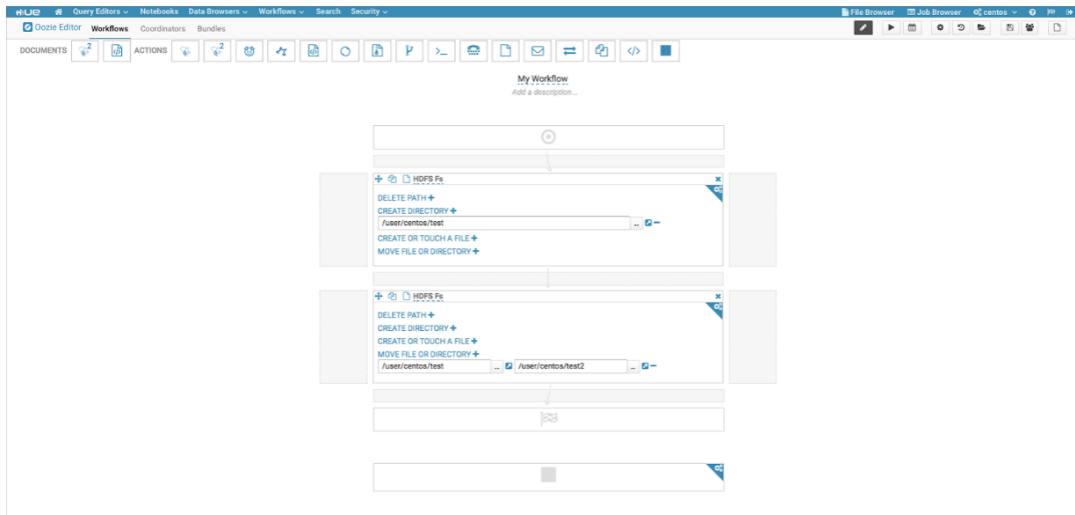 HUE Query Editors Notebooks Data Browsers Workflows Search Security File Browser Job Browser centos
Oozie Editor Workflows Coordinators Bundles
DOCUMENTS 2 ACTIONS 2
My Workflow
Add a description...
HDFS Fs
DELETE PATH +
CREATE DIRECTORY +
/user/centos/test ..
CREATE OR TOUCH A FILE +
MOVE FILE OR DIRECTORY +
HDFS Fs
DELETE PATH +
CREATE DIRECTORY +
CREATE OR TOUCH A FILE +
MOVE FILE OR DIRECTORY +
/user/centos/test .. /user/centos/test2 ..